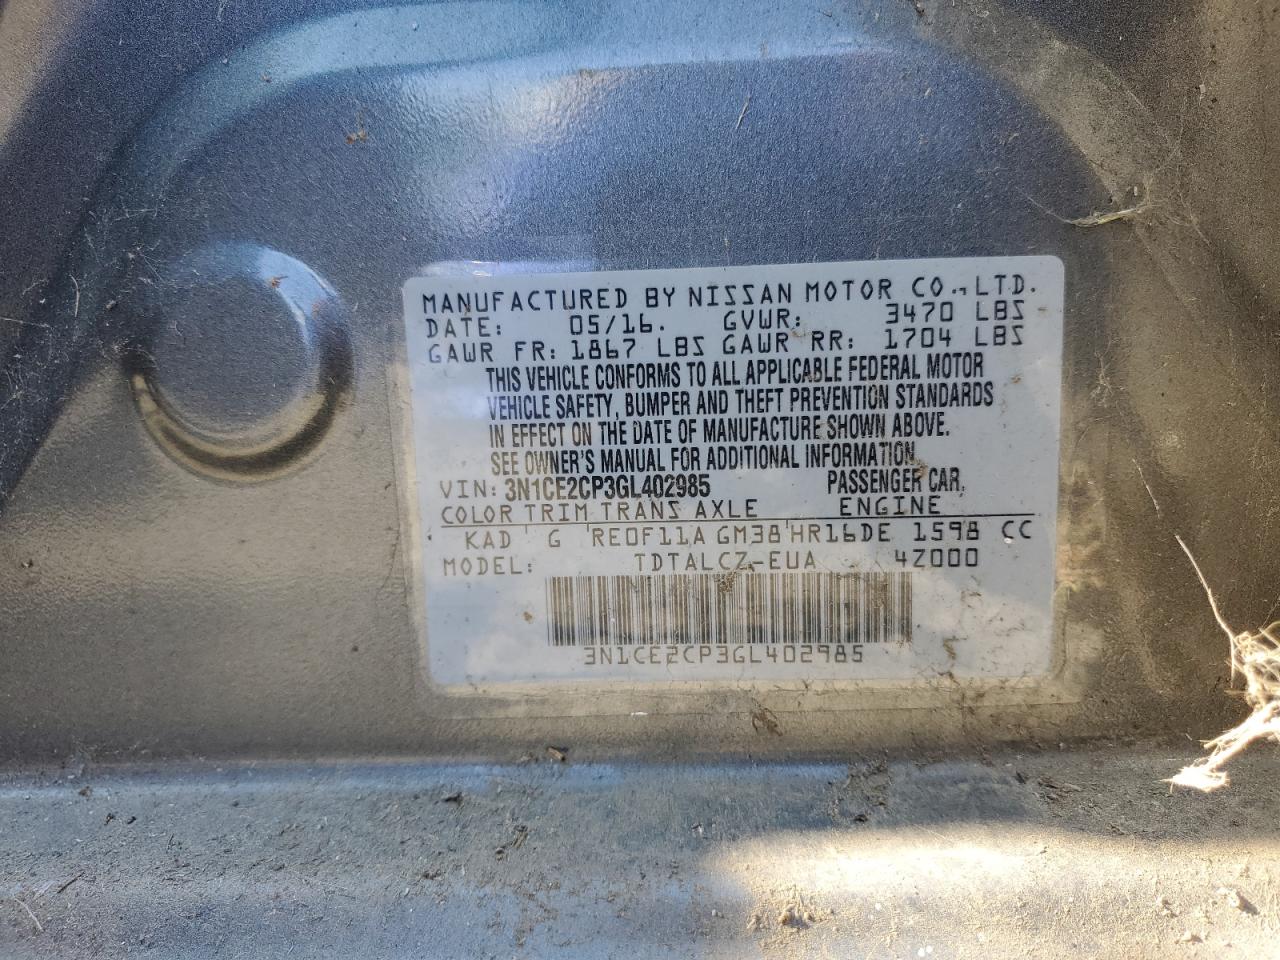 MANUFACTURED BY NISSAN MOTOR CO., LTD.
DATE: 05/16. GVWR: 3470 LBS
GAWR FR: 1867 LBS GAWR RR: 1704 LBS
THIS VEHICLE CONFORMS TO ALL APPLICABLE FEDERAL MOTOR
VEHICLE SAFETY, BUMPER AND THEFT PREVENTION STANDARDS
IN EFFECT ON THE DATE OF MANUFACTURE SHOWN ABOVE.
SEE OWNER'S MANUAL FOR ADDITIONAL INFORMATION.
VIN: 3N1CE2CP3GL402985 PASSENGER CAR.
COLOR TRIM TRANS AXLE ENGINE
KAD G RE0F11A GM38 HR16DE 1598 CC
MODEL: TDTALCZ-EUA 4Z000
3N1CE2CP3GL402985